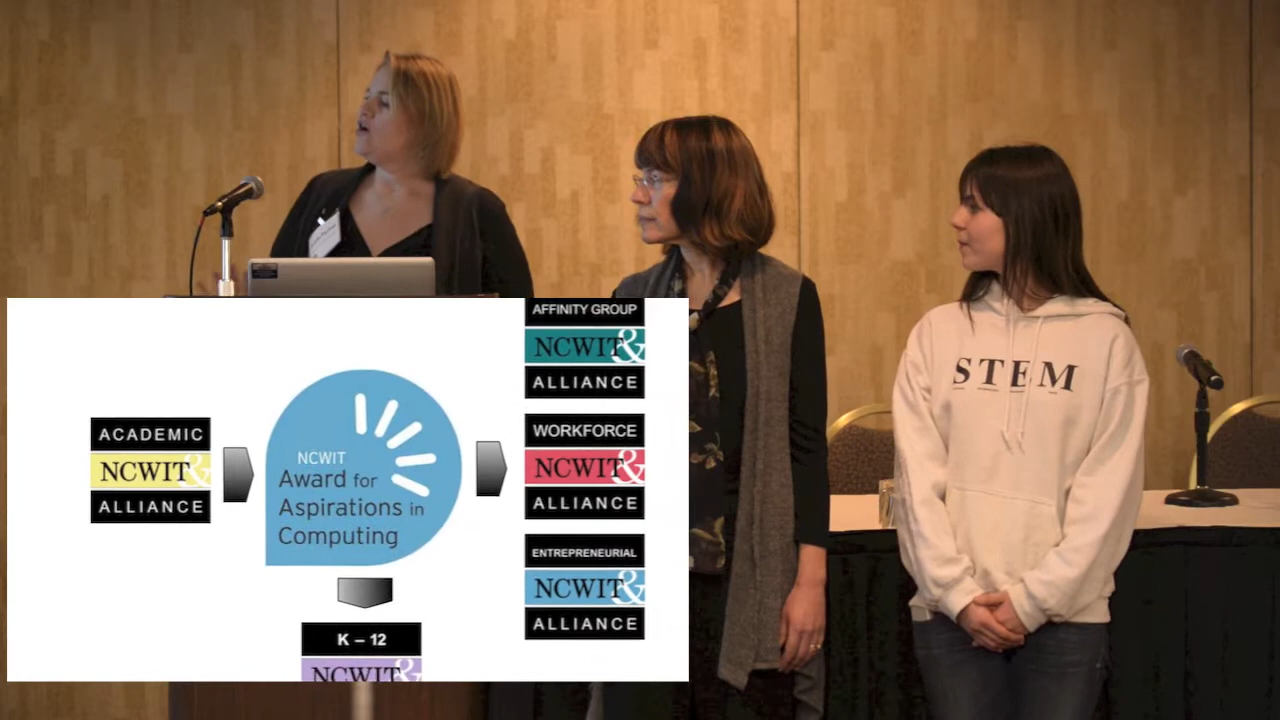 STEM
AFFINITY GROUP
NCWIT&
ALLIANCE
ACADEMIC
NCWIT&
ALLIANCE
NCWIT
Award for
Aspirations in
Computing
WORKFORCE
NCWIT&
ALLIANCE
ENTREPRENEURIAL
NCWIT&
ALLIANCE
K – 12
NCWIT&